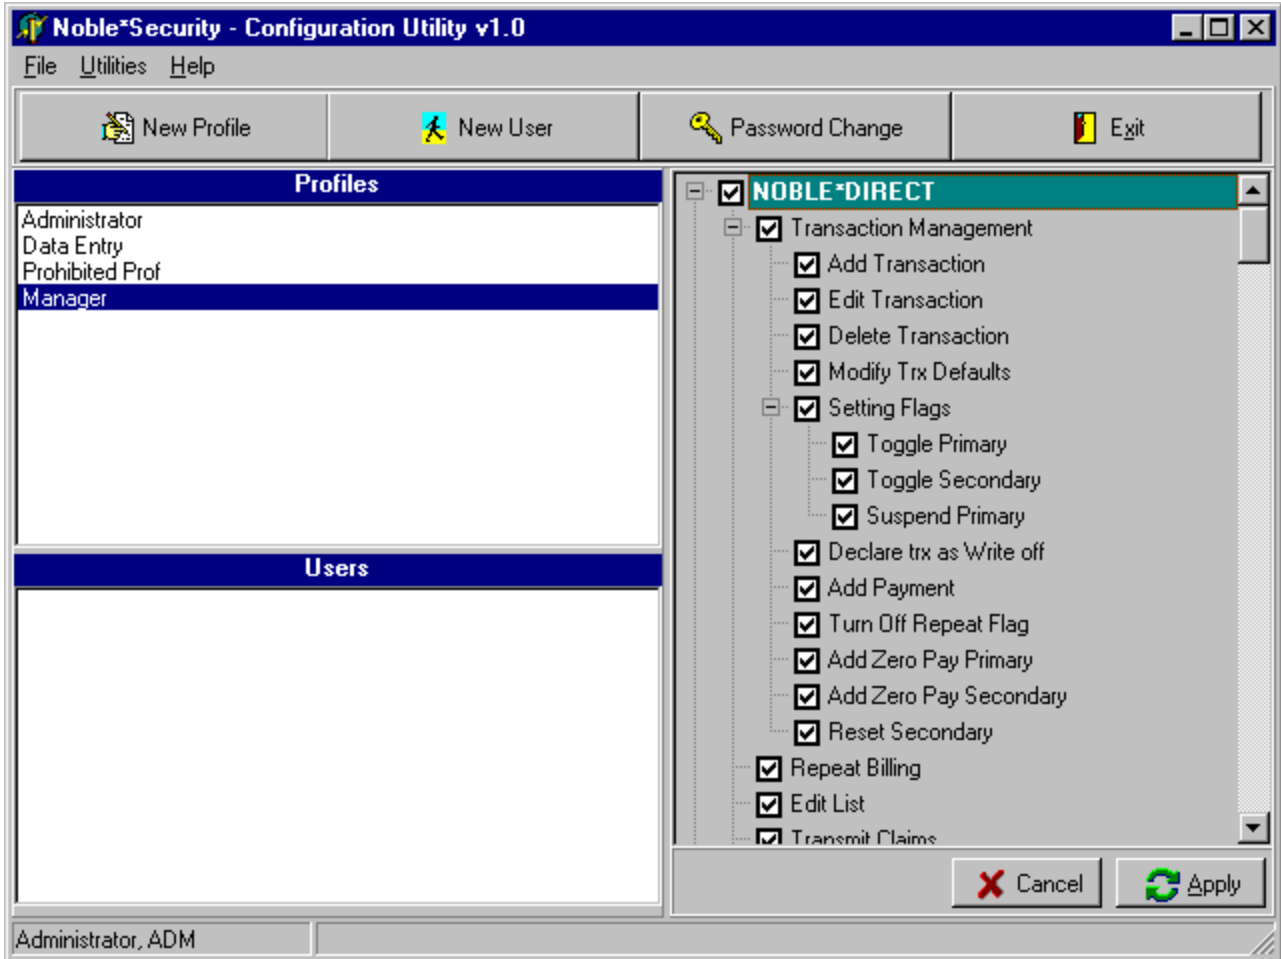 Noble*Security - Configuration Utility v1.0
File Utilities Help
New Profile New User Password Change Exit
Profiles
Administrator
Data Entry
Prohibited Prof
Manager
Users
NOBLE*DIRECT
Transaction Management
Add Transaction
Edit Transaction
Delete Transaction
Modify Trx Defaults
Setting Flags
Toggle Primary
Toggle Secondary
Suspend Primary
Declare trx as Write off
Add Payment
Turn Off Repeat Flag
Add Zero Pay Primary
Add Zero Pay Secondary
Reset Secondary
Repeat Billing
Edit List
Transmit Claims
Cancel Apply
Administrator, ADM